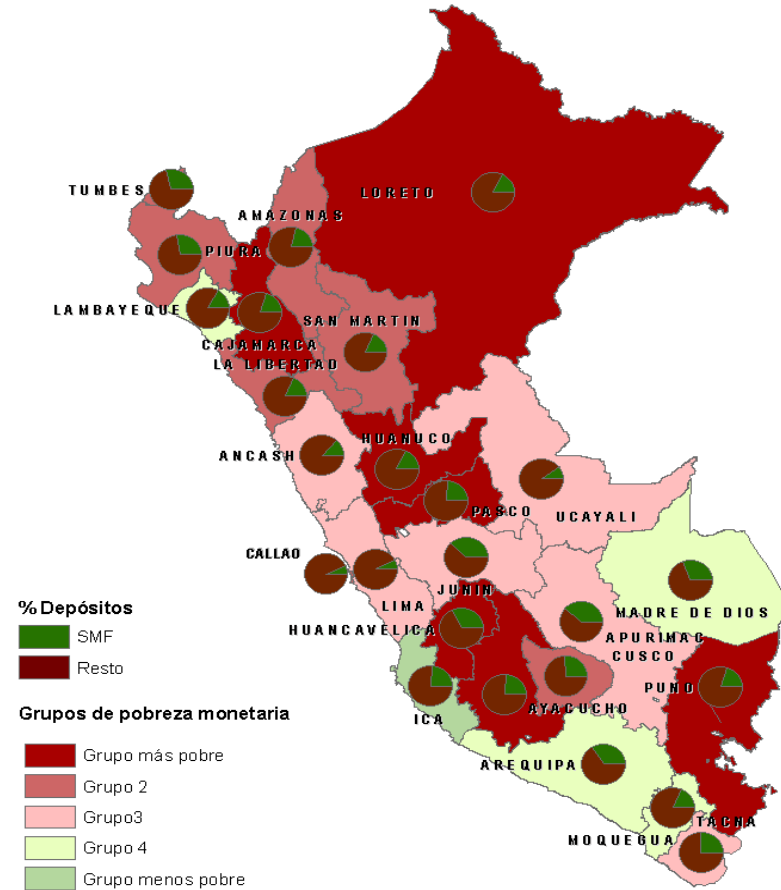 TUMBES
LORETO
AMAZONAS
PIURA
LAMBAYEQUE
SAN MARTIN
CAJAMARCA
LA LIBERTAD
HUANUCO
ANCASH
PASCO
UCAYALI
CALLAO
JUNIN
LIMA
MADRE DE DIOS
HUANCAVELICA
APURIMAC
CUSCO
PUNO
AYACUCHO
ICA
AREQUIPA
TACNA
MOQUEGUA
% Depósitos
SMF
Resto
Grupos de pobreza monetaria
Grupo más pobre
Grupo 2
Grupo3
Grupo 4
Grupo menos pobre